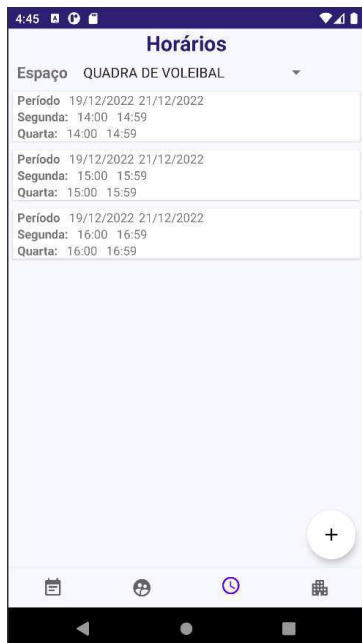 4:45
Horários
Espaço QUADRA DE VOLEIBAL
Período 19/12/2022 21/12/2022
Segunda: 14:00 14:59
Quarta: 14:00 14:59
Período 19/12/2022 21/12/2022
Segunda: 15:00 15:59
Quarta: 15:00 15:59
Período 19/12/2022 21/12/2022
Segunda: 16:00 16:59
Quarta: 16:00 16:59
+